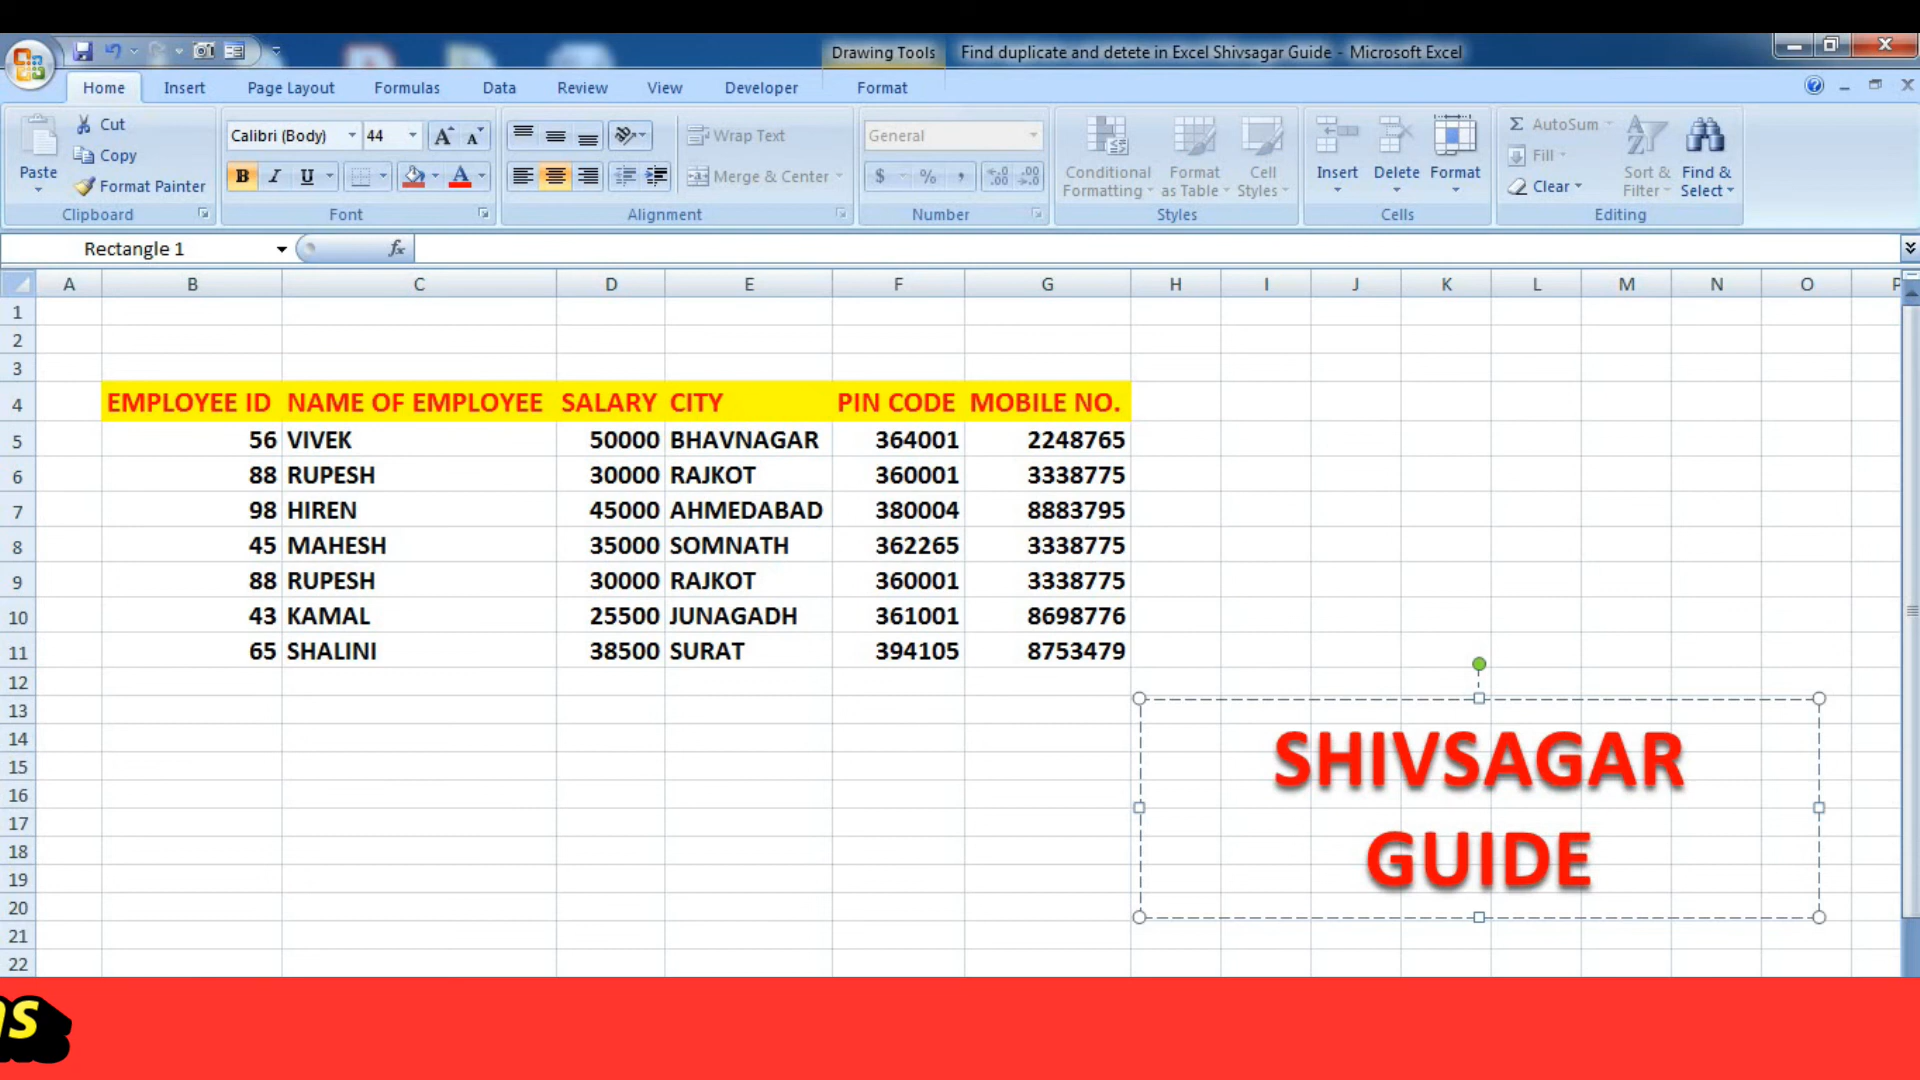 Drawing Tools Find duplicate and detete in Excel Shivsagar Guide - Microsoft Excel
Home Insert Page Layout Formulas Data Review View Developer Format
Cut
Copy
Format Painter
Paste
Clipboard
Calibri (Body) 44
B I U
Font
Wrap Text
Merge & Center
Alignment
General
$ % ,
Number
Conditional Formatting
Format as Table
Cell Styles
Styles
Insert Delete Format
Cells
Σ AutoSum
Fill
Clear
Sort & Filter
Find & Select
Editing
Rectangle 1 fx
A B C D E F G H I J K L M N O P
1
2
3
4 EMPLOYEE ID NAME OF EMPLOYEE SALARY CITY PIN CODE MOBILE NO.
5 56 VIVEK 50000 BHAVNAGAR 364001 2248765
6 88 RUPESH 30000 RAJKOT 360001 3338775
7 98 HIREN 45000 AHMEDABAD 380004 8883795
8 45 MAHESH 35000 SOMNATH 362265 3338775
9 88 RUPESH 30000 RAJKOT 360001 3338775
10 43 KAMAL 25500 JUNAGADH 361001 8698776
11 65 SHALINI 38500 SURAT 394105 8753479
12
13
14
15
16
17
18
19
20
21
22
SHIVSAGAR
GUIDE